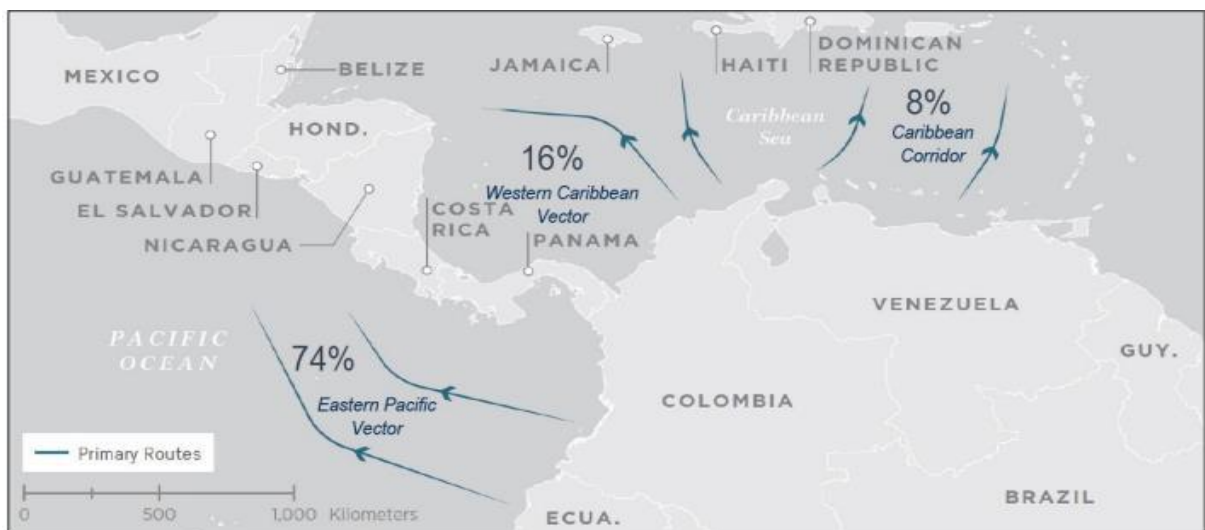 MEXICO
BELIZE
JAMAICA
HAITI
DOMINICAN
REPUBLIC
HOND.
Caribbean
Sea
8%
Caribbean
Corridor
16%
Western Caribbean
Vector
GUATEMALA
EL SALVADOR
NICARAGUA
COSTA
RICA
PANAMA
VENEZUELA
GUY.
PACIFIC
OCEAN
74%
Eastern Pacific
Vector
COLOMBIA
Primary Routes
0 500 1,000 Kilometers
ECUA.
BRAZIL